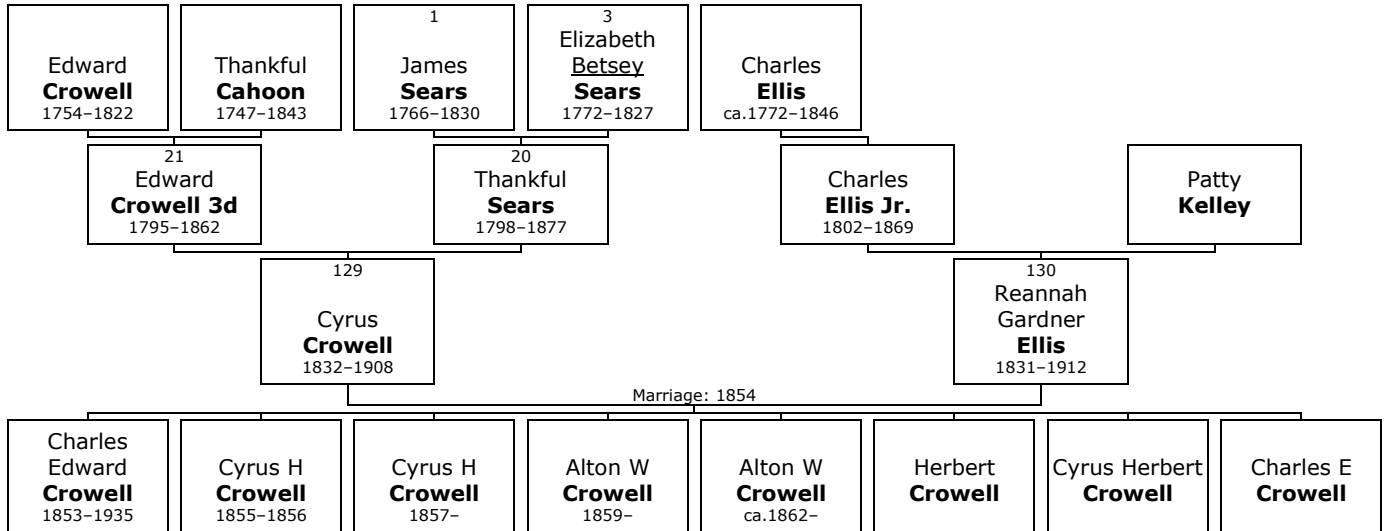 Edward
Crowell
1754–1822
Thankful
Cahoon
1747–1843
1
James
Sears
1766–1830
3
Elizabeth
Betsey
Sears
1772–1827
Charles
Ellis
ca.1772–1846
21
Edward
Crowell 3d
1795–1862
20
Thankful
Sears
1798–1877
Charles
Ellis Jr.
1802–1869
Patty
Kelley
129
Cyrus
Crowell
1832–1908
130
Reannah
Gardner
Ellis
1831–1912
Marriage: 1854
Charles
Edward
Crowell
1853–1935
Cyrus H
Crowell
1855–1856
Cyrus H
Crowell
1857–
Alton W
Crowell
1859–
Alton W
Crowell
ca.1862–
Herbert
Crowell
Cyrus Herbert
Crowell
Charles E
Crowell